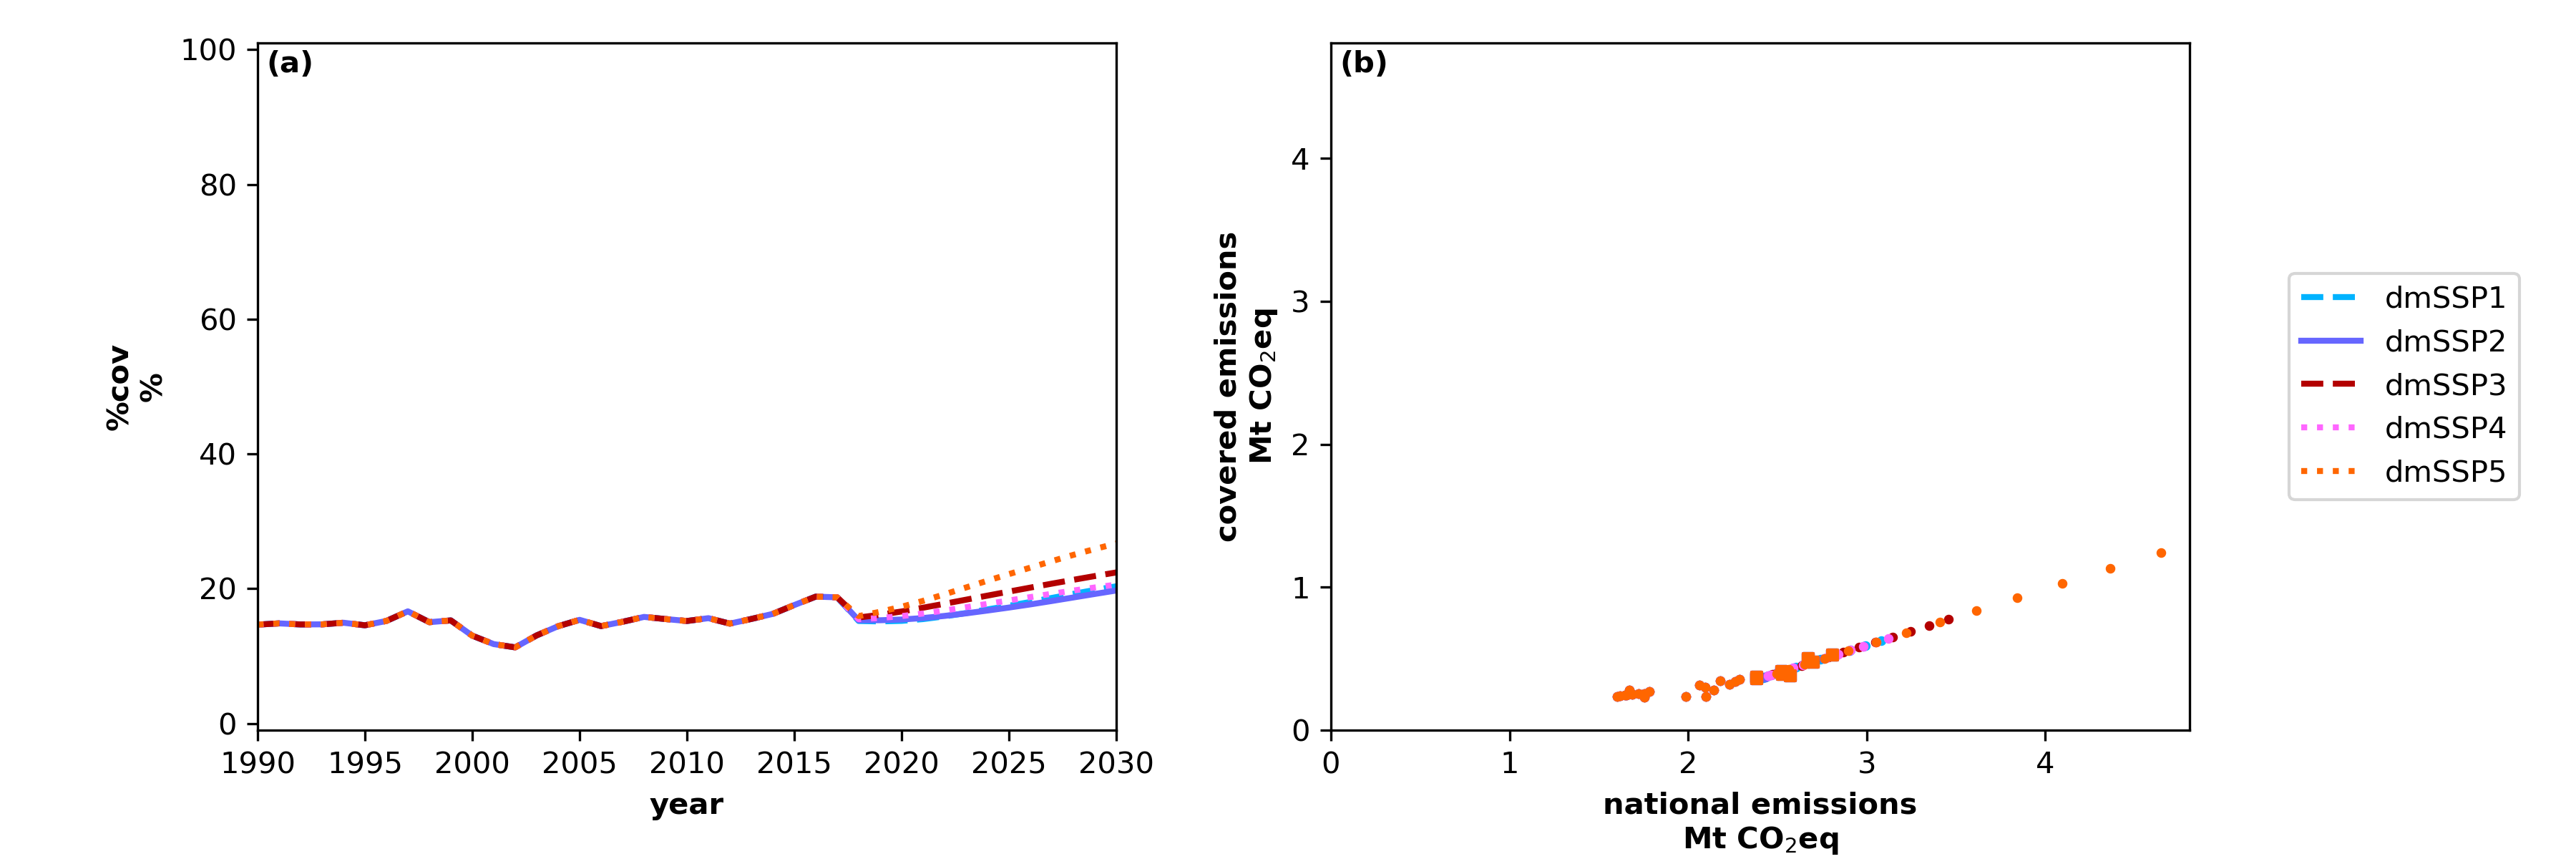 (a)
100
80
60
40
20
0
%cov
%
1990 1995 2000 2005 2010 2015 2020 2025 2030
year
(b)
4
3
2
1
0
covered emissions
Mt CO₂eq
0 1 2 3 4
national emissions
Mt CO₂eq
dmSSP1
dmSSP2
dmSSP3
dmSSP4
dmSSP5